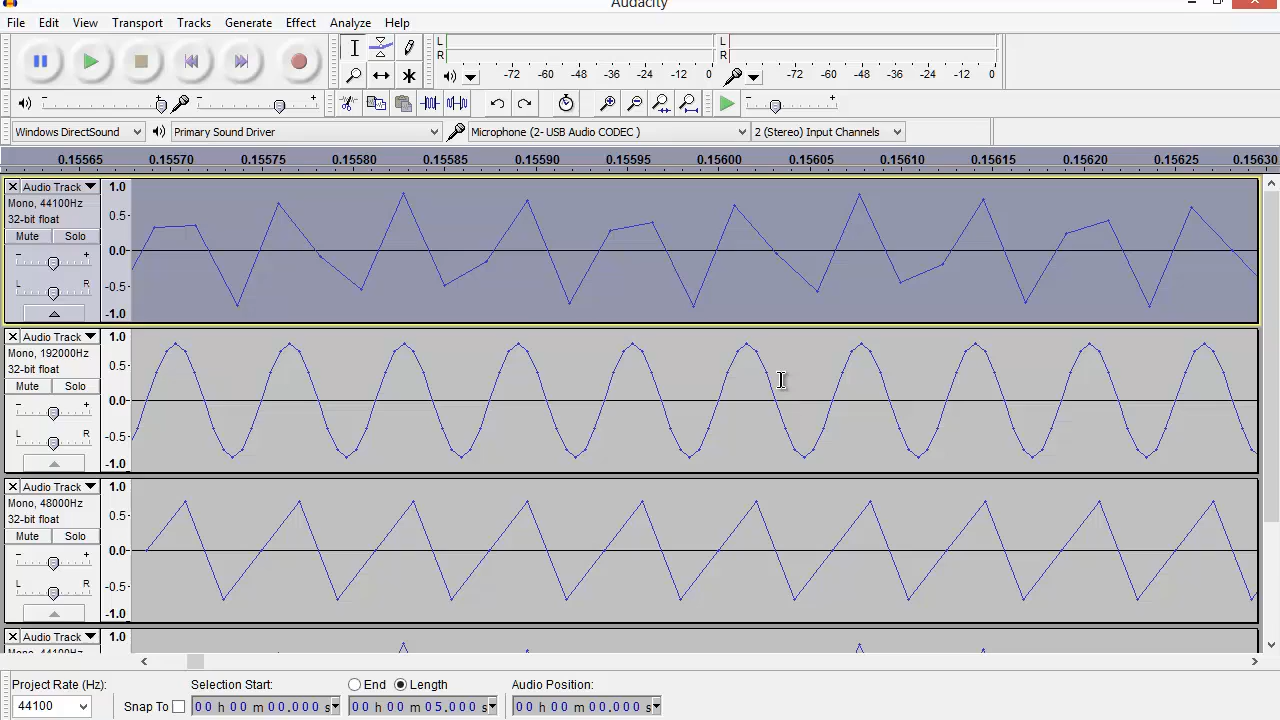 Audacity
File Edit View Transport Tracks Generate Effect Analyze Help
L
R
-72 -60 -48 -36 -24 -12 0
L
R
-72 -60 -48 -36 -24 -12 0
- +
- +
- +
Windows DirectSound
Primary Sound Driver
Microphone (2- USB Audio CODEC )
2 (Stereo) Input Channels
0.15565 0.15570 0.15575 0.15580 0.15585 0.15590 0.15595 0.15600 0.15605 0.15610 0.15615 0.15620 0.15625 0.15630
Audio Track
Mono, 44100Hz
32-bit float
Mute Solo
- +
L R
1.0
0.5-
0.0-
-0.5-
-1.0
Audio Track
Mono, 192000Hz
32-bit float
Mute Solo
- +
L R
1.0
0.5-
0.0-
-0.5-
-1.0
Audio Track
Mono, 48000Hz
32-bit float
Mute Solo
- +
L R
1.0
0.5-
0.0-
-0.5-
-1.0
Audio Track
Mono, 44100Hz
1.0
Project Rate (Hz):
44100
Snap To
Selection Start:
00 h 00 m 00.000 s
End Length
00 h 00 m 05.000 s
Audio Position:
00 h 00 m 00.000 s